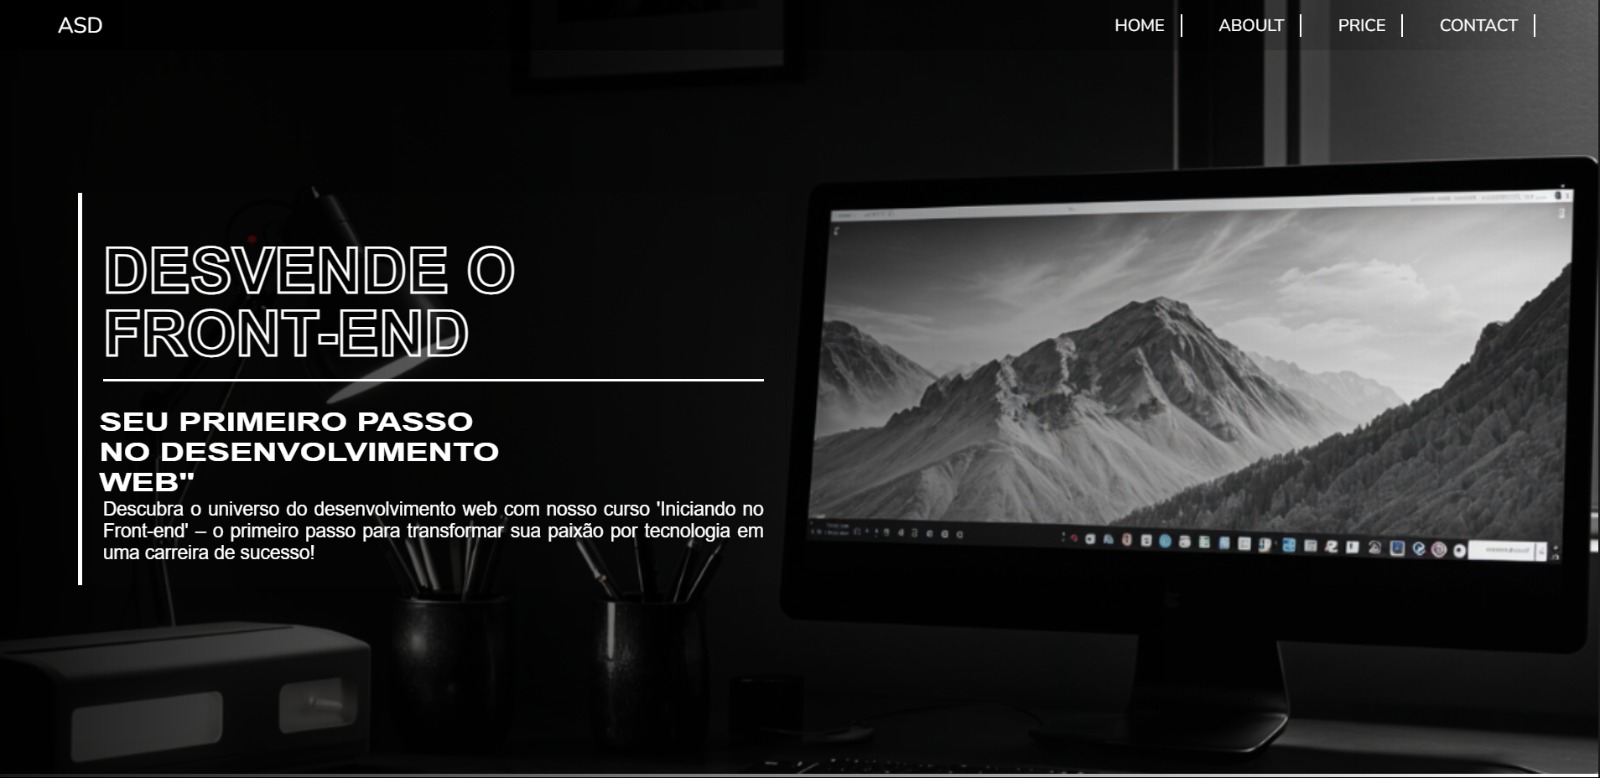 ASD
HOME
ABOULT
PRICE
CONTACT
DESVENDE O
FRONT-END
SEU PRIMEIRO PASSO
NO DESENVOLVIMENTO
WEB"
Descubra o universo do desenvolvimento web com nosso curso 'Iniciando no
Front-end' – o primeiro passo para transformar sua paixão por tecnologia em
uma carreira de sucesso!